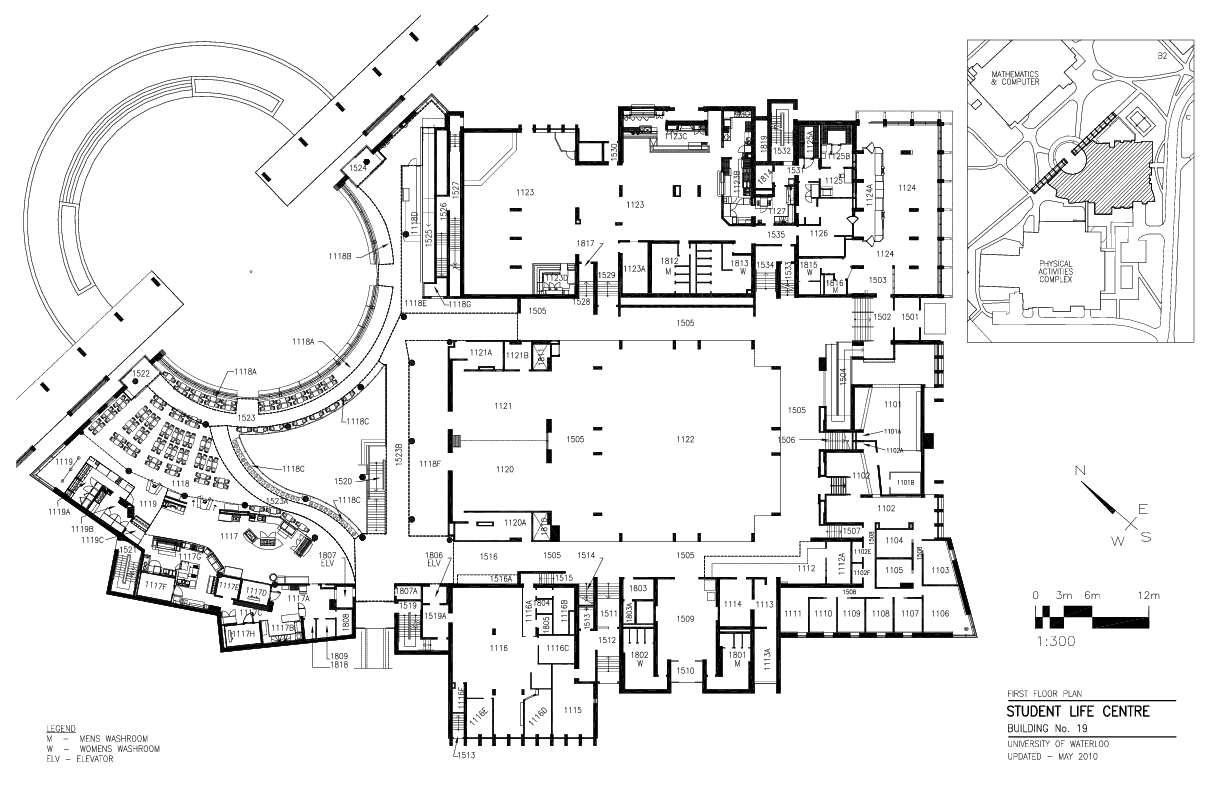 MATHEMATICS
& COMPUTER
B2
C
PHYSICAL
ACTIVITIES
COMPLEX
1524
1118B
1118D
1525
1526
1527
1118E
1118G
1123
1530
1123
1123C
1123B
1819
1532
1814
1531
1125A
1125B
1125
1127
1535
1126
1124A
1124
1124
1817
1123D
1528
1529
1123A
1812
M
1813
W
1534
1533
1815
W
1816
M
1503
1502
1501
1505
1505
1118A
1118A
1522
1523
1118C
1121A
1121B
1811
1121
1505
1122
1505
1504
1101
1101A
1506
1102A
1101B
1102
1102
1523B
1118F
1120
1118C
1520
1118C
1119
1118
1523A
1119
1119A
1119B
1119C
1117
1120A
1810
1507
1508
1104
1508
1807
ELV
1806
ELV
1516
1505
1514
1505
1112
1112A
1102E
1102F
1105
1103
1521
1117G
1117F
1117E
1117D
1117A
1117B
1117H
1808
1809
1818
1516A
1515
1807A
1519
1519A
1116A
1804
1805
1116B
1513
1511
1512
1803
1803A
1509
1114
1113
1508
1111
1110
1109
1108
1107
1106
1116
1116C
1802
W
1510
1801
M
1113A
1116F
1116E
1116D
1115
1513
N
E
W
S
0 3m 6m 12m
1:300
FIRST FLOOR PLAN
STUDENT LIFE CENTRE
BUILDING No. 19
UNIVERSITY OF WATERLOO
UPDATED – MAY 2010
LEGEND
M – MENS WASHROOM
W – WOMENS WASHROOM
ELV – ELEVATOR